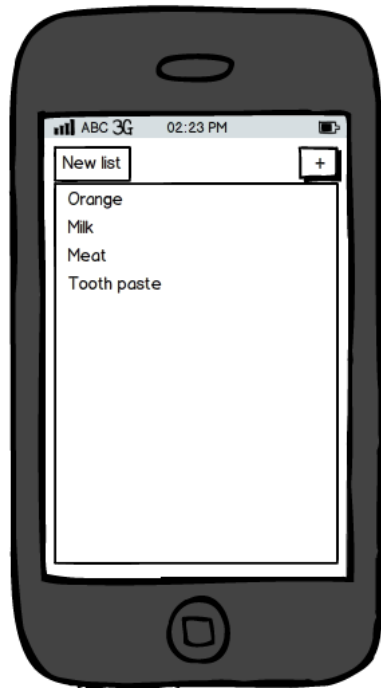 ABC 3G 02:23 PM
New list +
Orange
Milk
Meat
Tooth paste